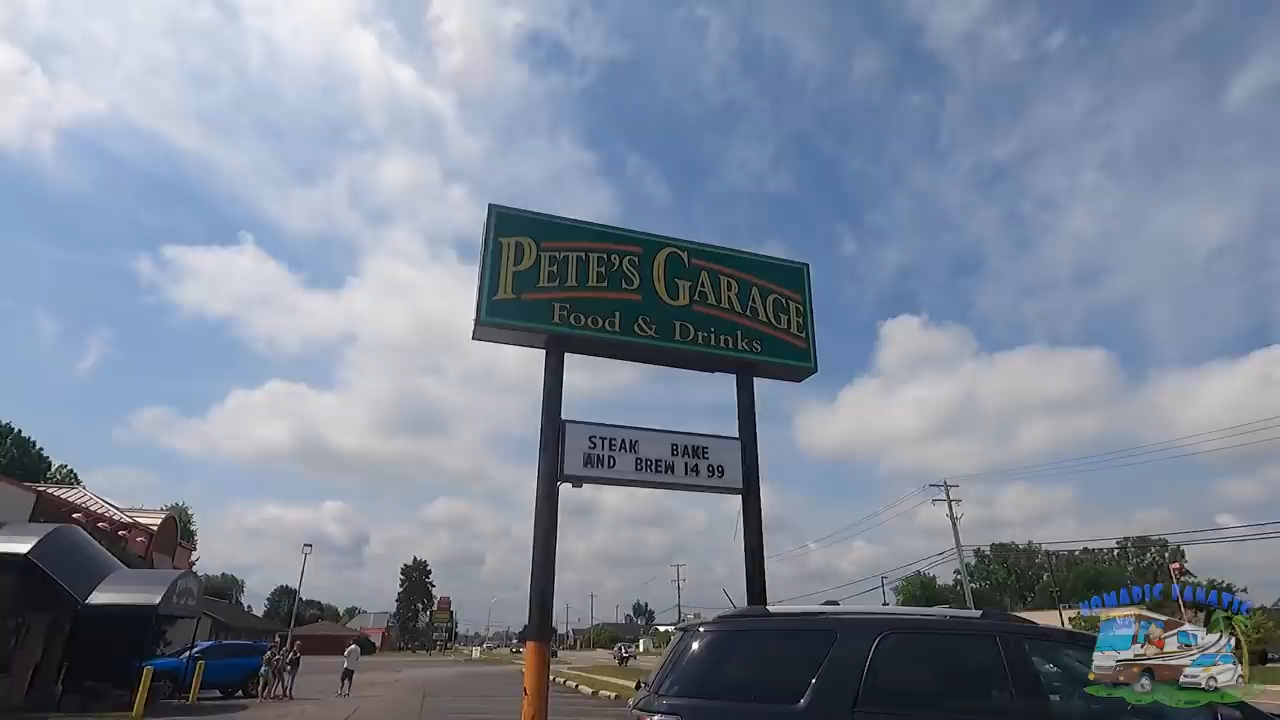 PETE'S GARAGE
Food & Drinks
STEAK BAKE
AND BREW 14 99
NOMADIC FANATIC